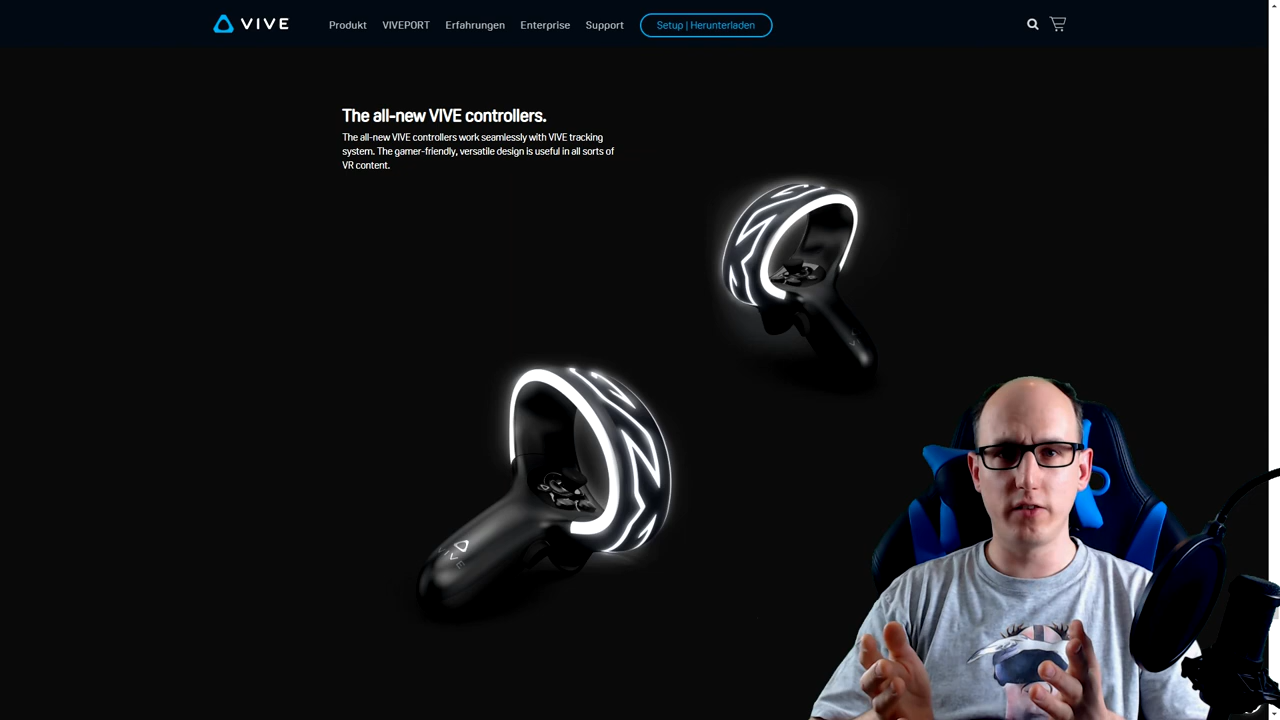 VIVE
Produkt
VIVEPORT
Erfahrungen
Enterprise
Support
Setup | Herunterladen
The all-new VIVE controllers.
The all-new VIVE controllers work seamlessly with VIVE tracking
system. The gamer-friendly, versatile design is useful in all sorts of
VR content.
VIVE